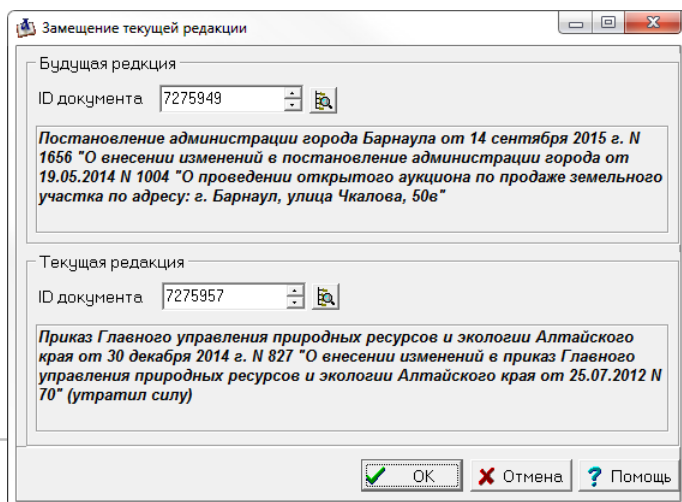 Замещение текущей редакции
Будущая редкция
ID документа 7275949
Постановление администрации города Барнаула от 14 сентября 2015 г. N
1656 "О внесении изменений в постановление администрации города от
19.05.2014 N 1004 "О проведении открытого аукциона по продаже земельного
участка по адресу: г. Барнаул, улица Чкалова, 50в"
Текущая редакция
ID документа 7275957
Приказ Главного управления природных ресурсов и экологии Алтайского
края от 30 декабря 2014 г. N 827 "О внесении изменений в приказ Главного
управления природных ресурсов и экологии Алтайского края от 25.07.2012 N
70" (утратил силу)
OK Отмена ? Помощь